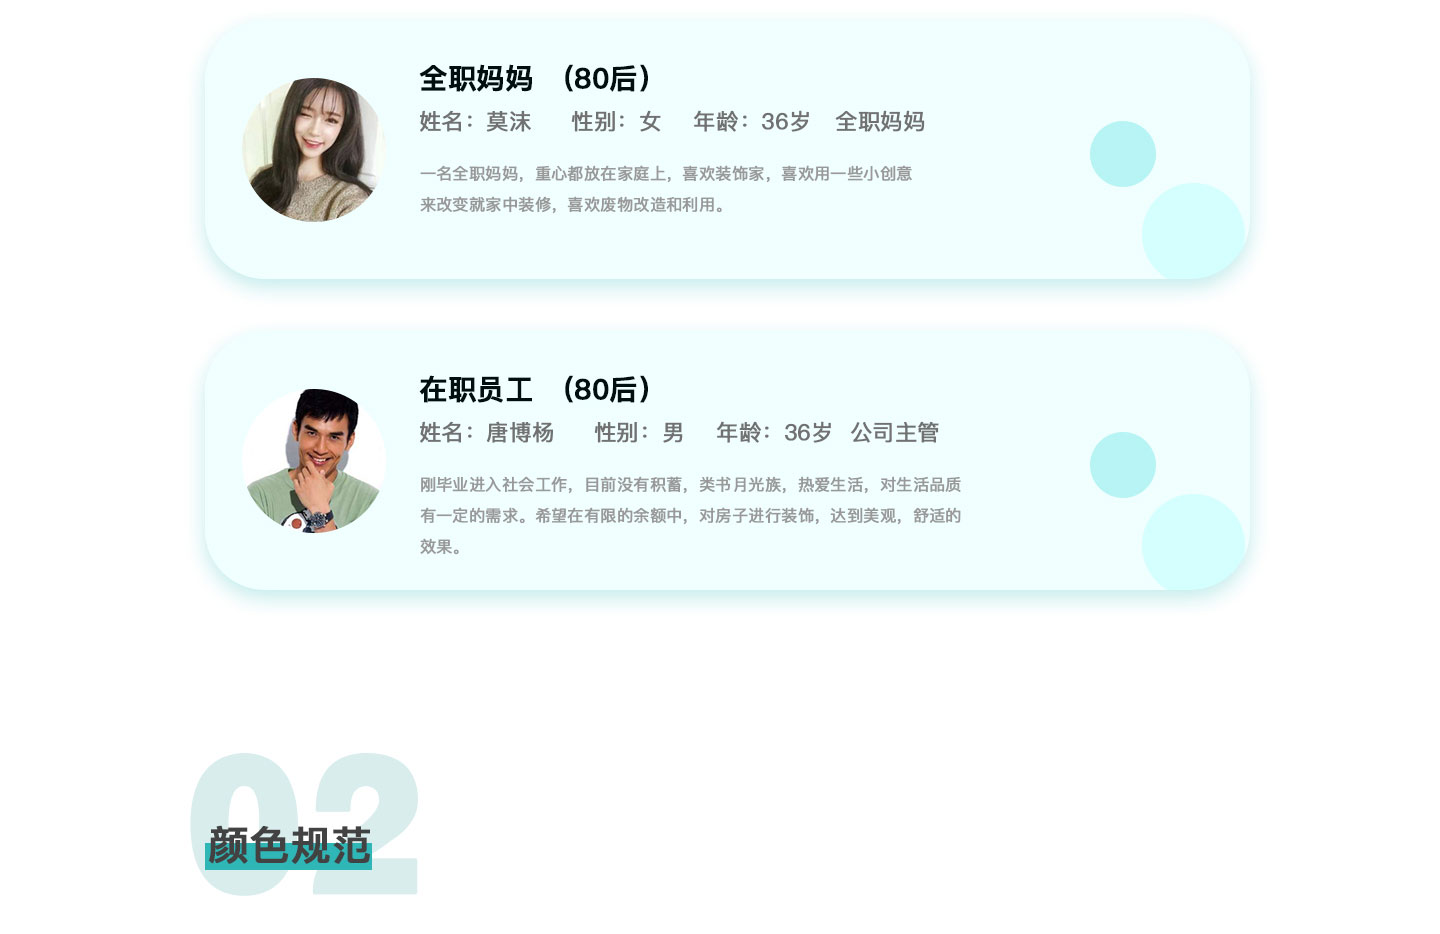 全职妈妈 （80后）
姓名：莫沫 性别：女 年龄：36岁 全职妈妈
一名全职妈妈，重心都放在家庭上，喜欢装饰家，喜欢用一些小创意
来改变就家中装修，喜欢废物改造和利用。
在职员工 （80后）
姓名：唐博杨 性别：男 年龄：36岁 公司主管
刚毕业进入社会工作，目前没有积蓄，类书月光族，热爱生活，对生活品质
有一定的需求。希望在有限的余额中，对房子进行装饰，达到美观，舒适的
效果。
02
颜色规范